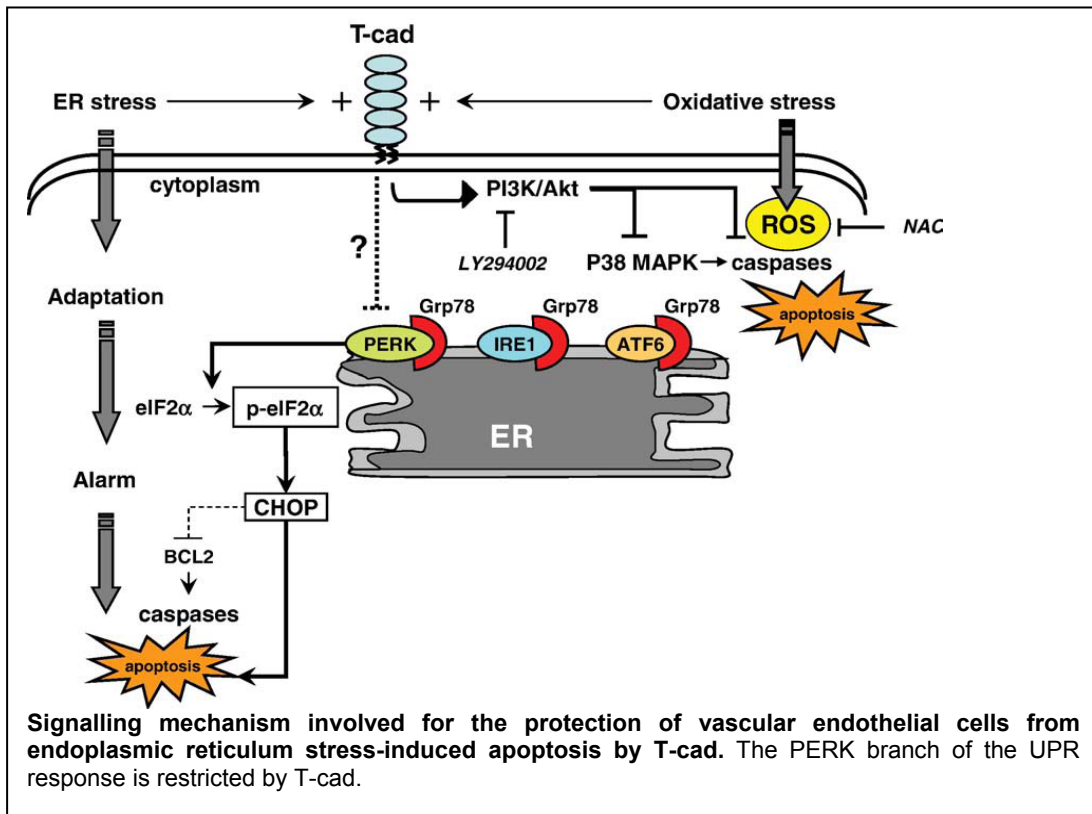 T-cad
ER stress
+
+
Oxidative stress
cytoplasm
PI3K/Akt
ROS
NAC
?
LY294002
P38 MAPK
caspases
apoptosis
Adaptation
Grp78
Grp78
Grp78
PERK
IRE1
ATF6
eIF2α
p-eIF2α
ER
Alarm
CHOP
BCL2
caspases
apoptosis
Signalling mechanism involved for the protection of vascular endothelial cells from
endoplasmic reticulum stress-induced apoptosis by T-cad. The PERK branch of the UPR
response is restricted by T-cad.